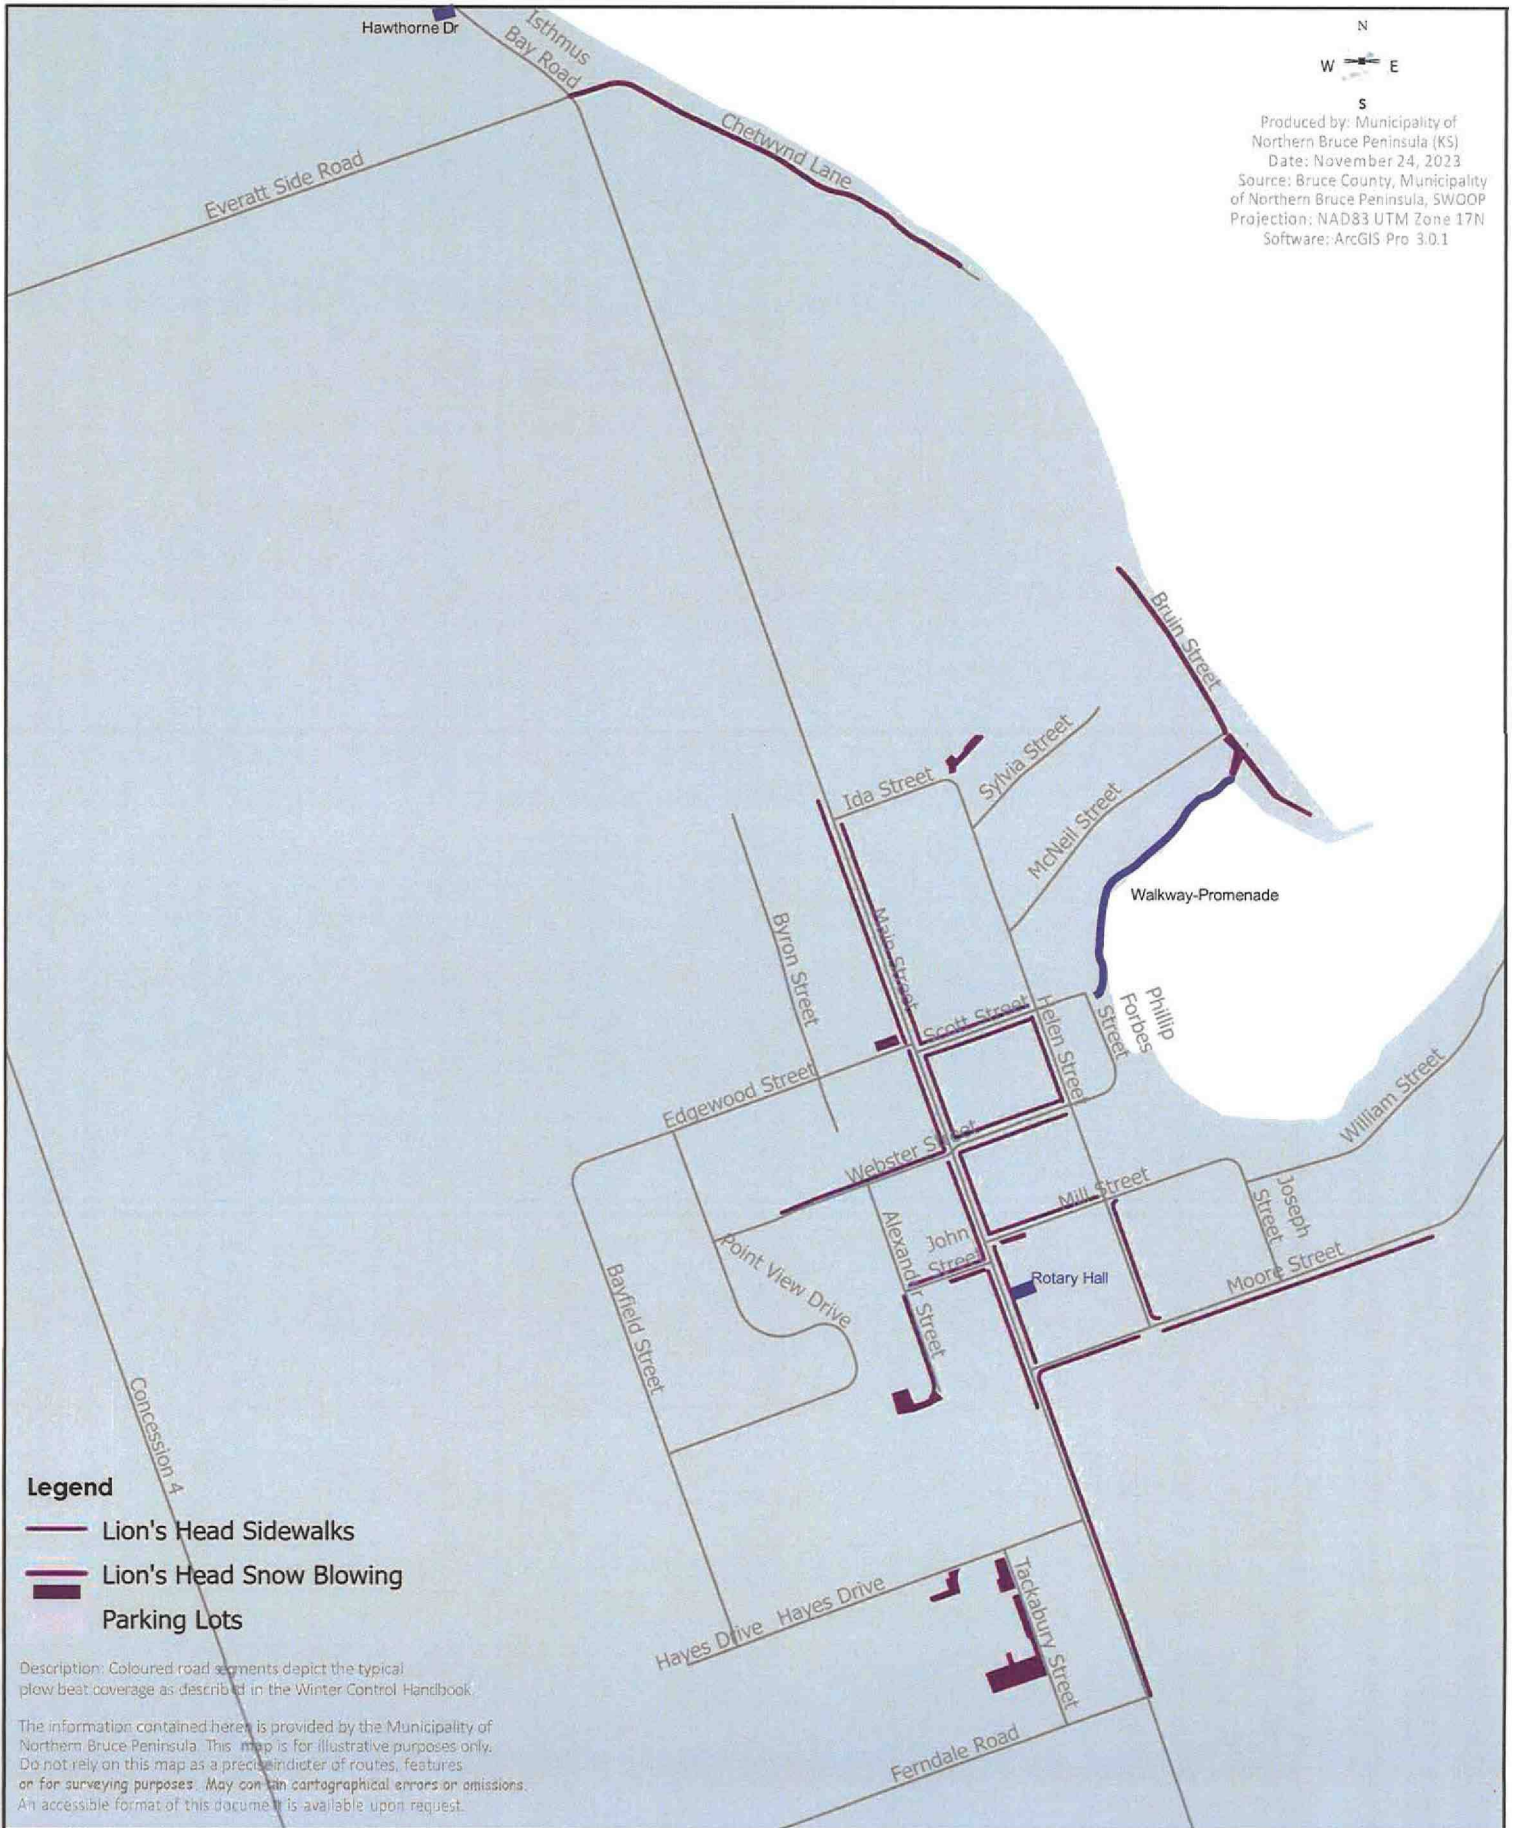 Hawthorne Dr
Isthmus
Bay Road
N
W E
S
Produced by: Municipality of
Northern Bruce Peninsula (KS)
Date: November 24, 2023
Source: Bruce County, Municipality
of Northern Bruce Peninsula, SWOOP
Projection: NAD83 UTM Zone 17N
Software: ArcGIS Pro 3.0.1
Chetwynd Lane
Everatt Side Road
Bruin Street
Sylvia Street
Ida Street
McNeil Street
Walkway-Promenade
Main Street
Byron Street
Phillip
Forbes
Street
Scott Street
Helen Street
Edgewood Street
William Street
Webster Street
Mill Street
Joseph
Street
Alexander Street
John
Street
Point View Drive
Rotary Hall
Moore Street
Bayfield Street
Concession 4
Legend
Lion's Head Sidewalks
Lion's Head Snow Blowing
Parking Lots
Hayes Drive
Hayes Drive
Tackabury Street
Ferndale Road
Description: Coloured road segments depict the typical
plow beat coverage as described in the Winter Control Handbook.
The information contained herein is provided by the Municipality of
Northern Bruce Peninsula. This map is for illustrative purposes only.
Do not rely on this map as a precise indicter of routes, features
or for surveying purposes. May contain cartographical errors or omissions.
An accessible format of this document is available upon request.